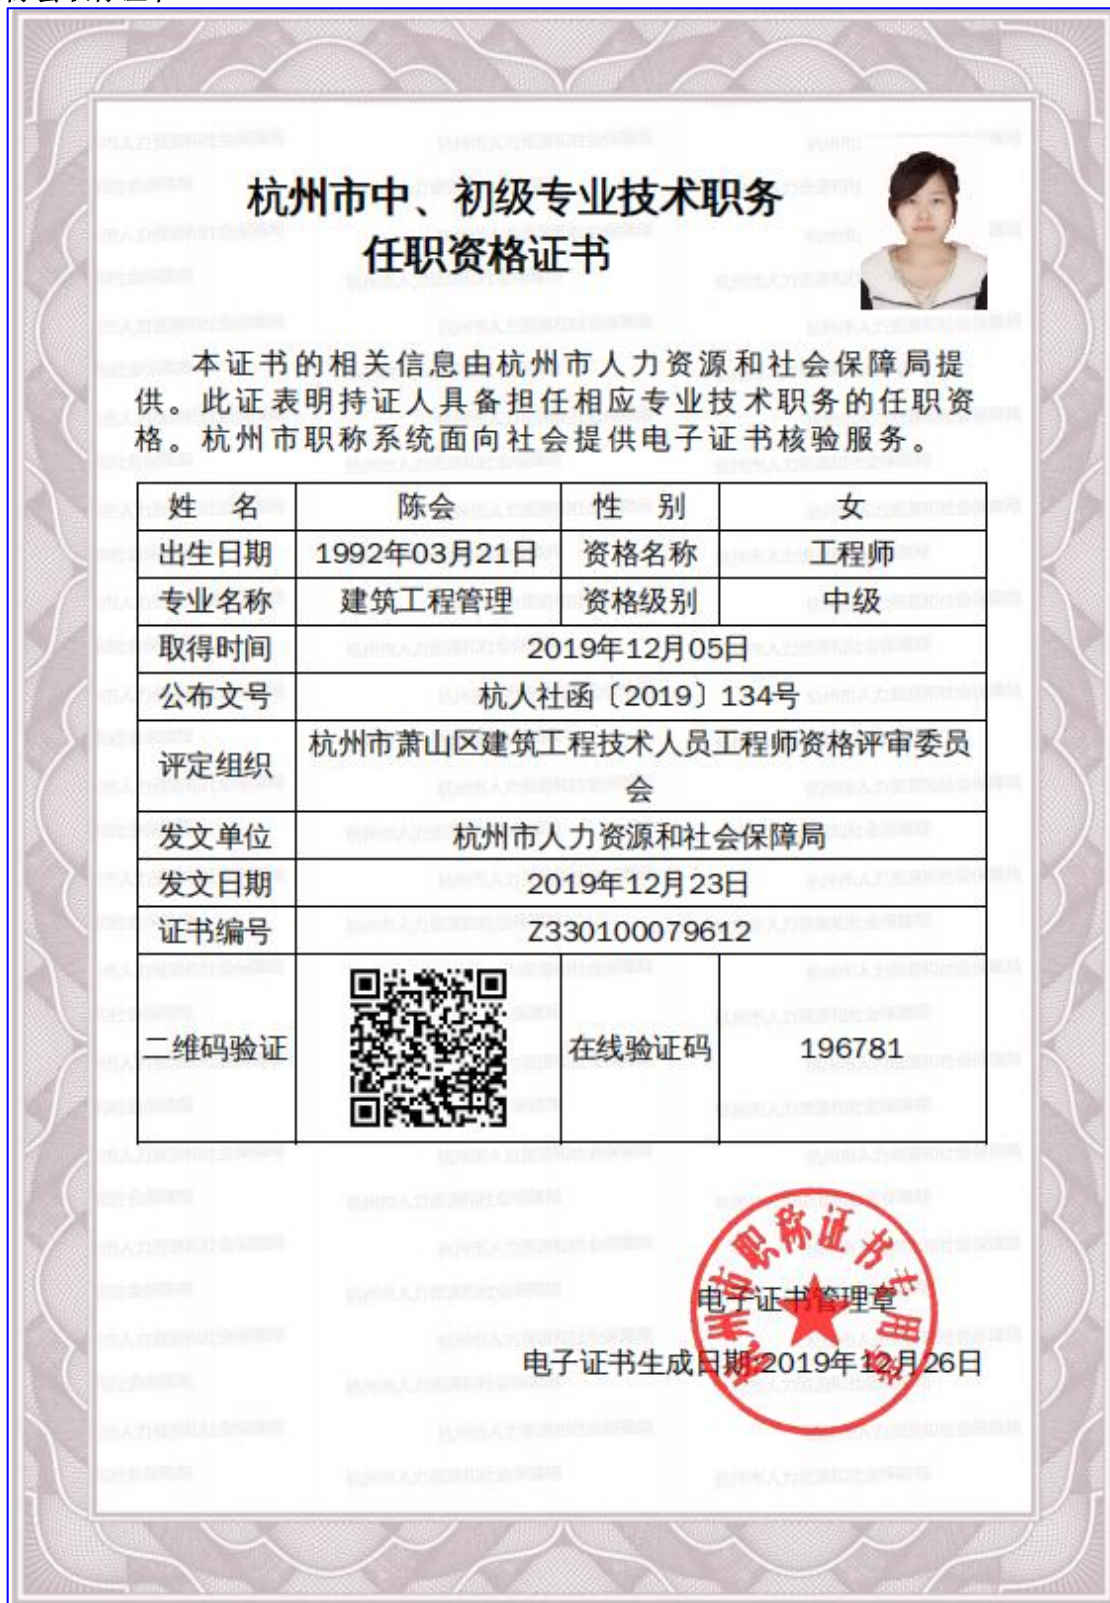 杭州市中、初级专业技术职务
任职资格证书
本证书的相关信息由杭州市人力资源和社会保障局提
供。此证表明持证人具备担任相应专业技术职务的任职资
格。杭州市职称系统面向社会提供电子证书核验服务。
姓 名 陈会 性 别 女
出生日期 1992年03月21日 资格名称 工程师
专业名称 建筑工程管理 资格级别 中级
取得时间 2019年12月05日
公布文号 杭人社函〔2019〕134号
评定组织 杭州市萧山区建筑工程技术人员工程师资格评审委员
会
发文单位 杭州市人力资源和社会保障局
发文日期 2019年12月23日
证书编号 Z330100079612
二维码验证 在线验证码 196781
杭州市职称证书专用章
电子证书管理章
电子证书生成日期:2019年12月26日